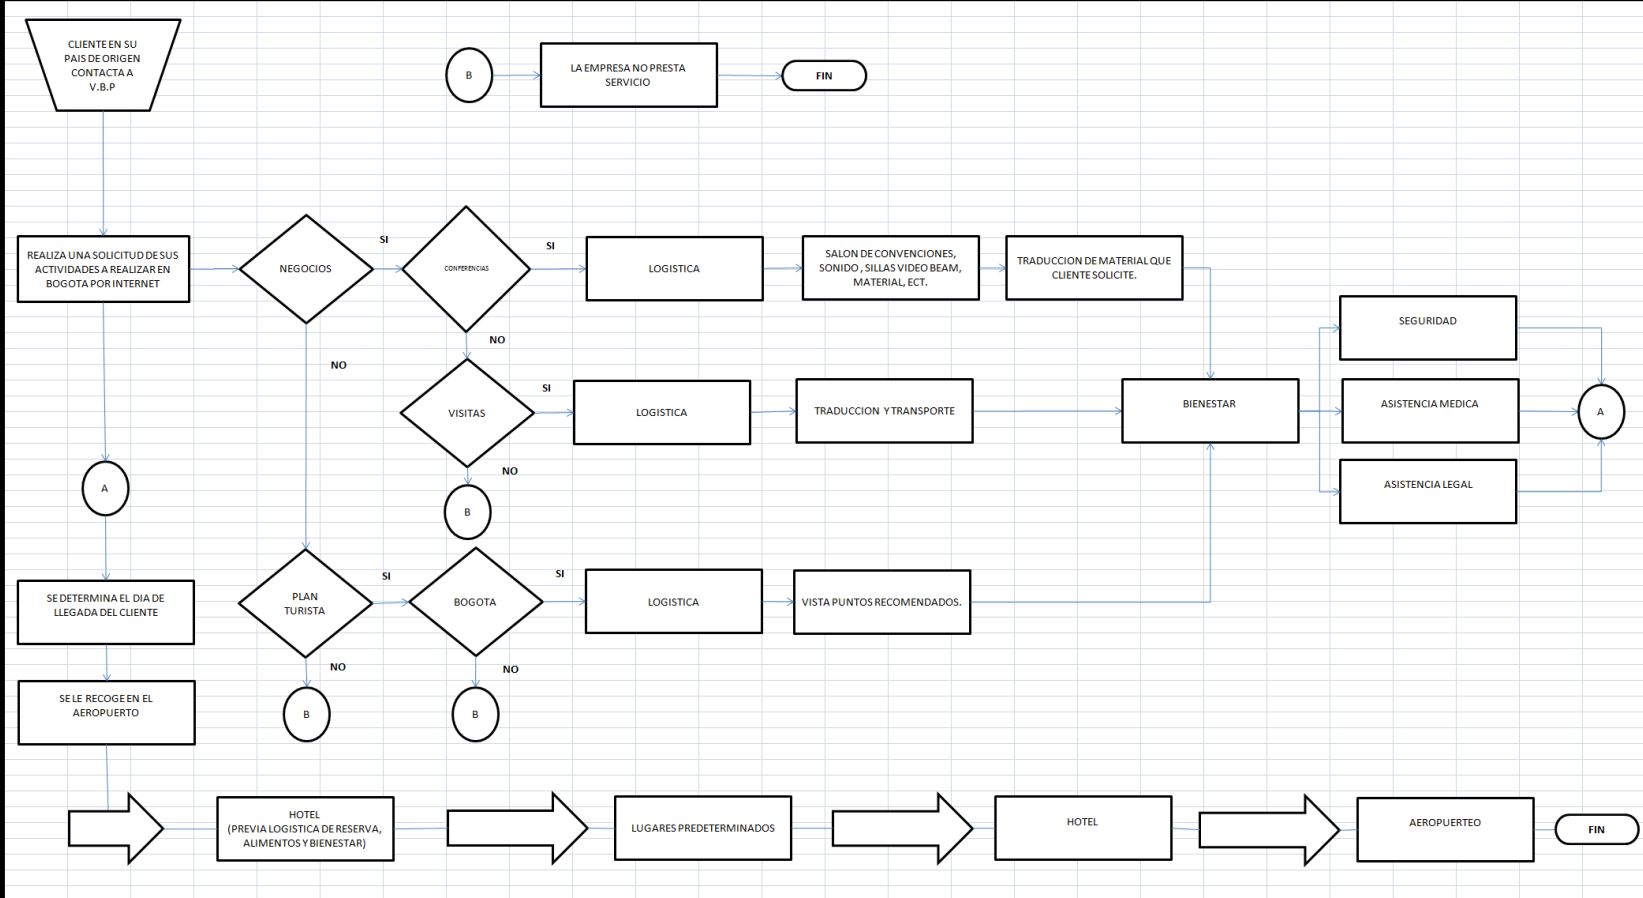 CLIENTE EN SU
PAIS DE ORIGEN
CONTACTA A
V.B.P
B
LA EMPRESA NO PRESTA
SERVICIO
FIN
REALIZA UNA SOLICITUD DE SUS
ACTIVIDADES A REALIZAR EN
BOGOTA POR INTERNET
NEGOCIOS
SI
CONFERENCIAS
SI
LOGISTICA
SALON DE CONVENCIONES,
SONIDO , SILLAS VIDEO BEAM,
MATERIAL, ECT.
TRADUCCION DE MATERIAL QUE
CLIENTE SOLICITE.
NO
NO
VISITAS
SI
LOGISTICA
TRADUCCION Y TRANSPORTE
BIENESTAR
SEGURIDAD
ASISTENCIA MEDICA
ASISTENCIA LEGAL
A
NO
B
A
SE DETERMINA EL DIA DE
LLEGADA DEL CLIENTE
PLAN
TURISTA
SI
BOGOTA
SI
LOGISTICA
VISTA PUNTOS RECOMENDADOS.
NO
NO
B
B
SE LE RECOGE EN EL
AEROPUERTO
HOTEL
(PREVIA LOGISTICA DE RESERVA,
ALIMENTOS Y BIENESTAR)
LUGARES PREDETERMINADOS
HOTEL
AEROPUERTEO
FIN